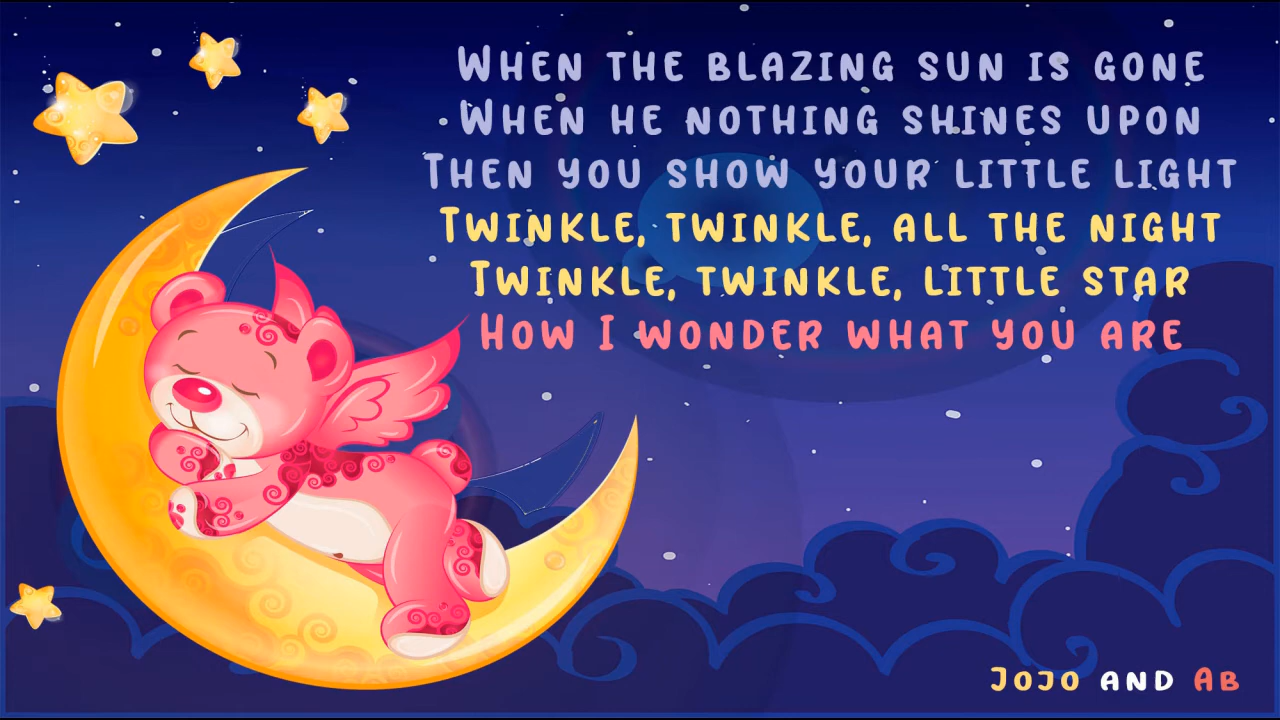 When the blazing sun is gone
When he nothing shines upon
Then you show your little light
Twinkle, twinkle, all the night
Twinkle, twinkle, little star
How I wonder what you are
Jojo and Ab